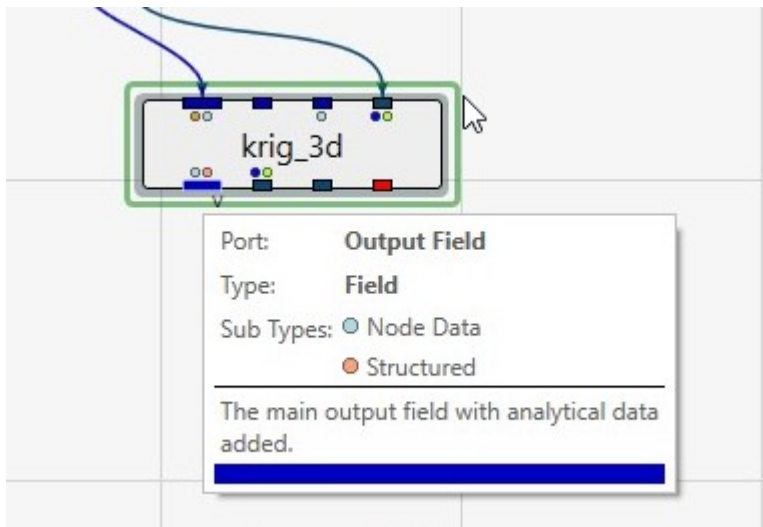 krig_3d
Port: Output Field
Type: Field
Sub Types: Node Data
Structured
The main output field with analytical data
added.